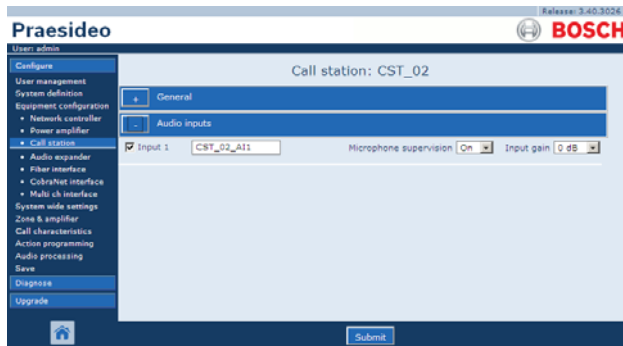 Release: 3.40.3026
Praesideo
BOSCH
User: admin
Configure
User management
System definition
Equipment configuration
• Network controller
• Power amplifier
• Call station
• Audio expander
• Fiber interface
• CobraNet interface
• Multi ch interface
System wide settings
Zone & amplifier
Call characteristics
Action programming
Audio processing
Save
Diagnose
Upgrade
Call station: CST_02
+ General
- Audio inputs
Input 1 CST_02_AI1 Microphone supervision On Input gain 0 dB
Submit